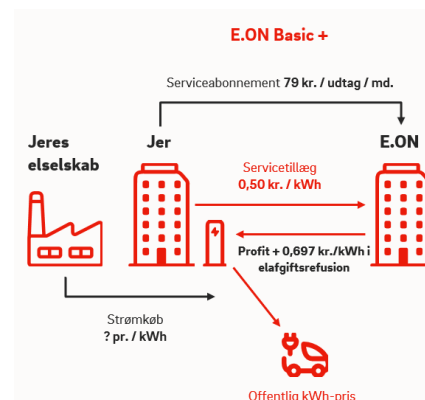 E.ON Basic +
Serviceabonnement 79 kr. / udtag / md.
Jeres
elselskab
Jer
E.ON
Servicetillæg
0,50 kr. / kWh
Profit + 0,697 kr./kWh i
elafgiftsrefusion
Strømkøb
? pr. / kWh
Offentlig kWh-pris